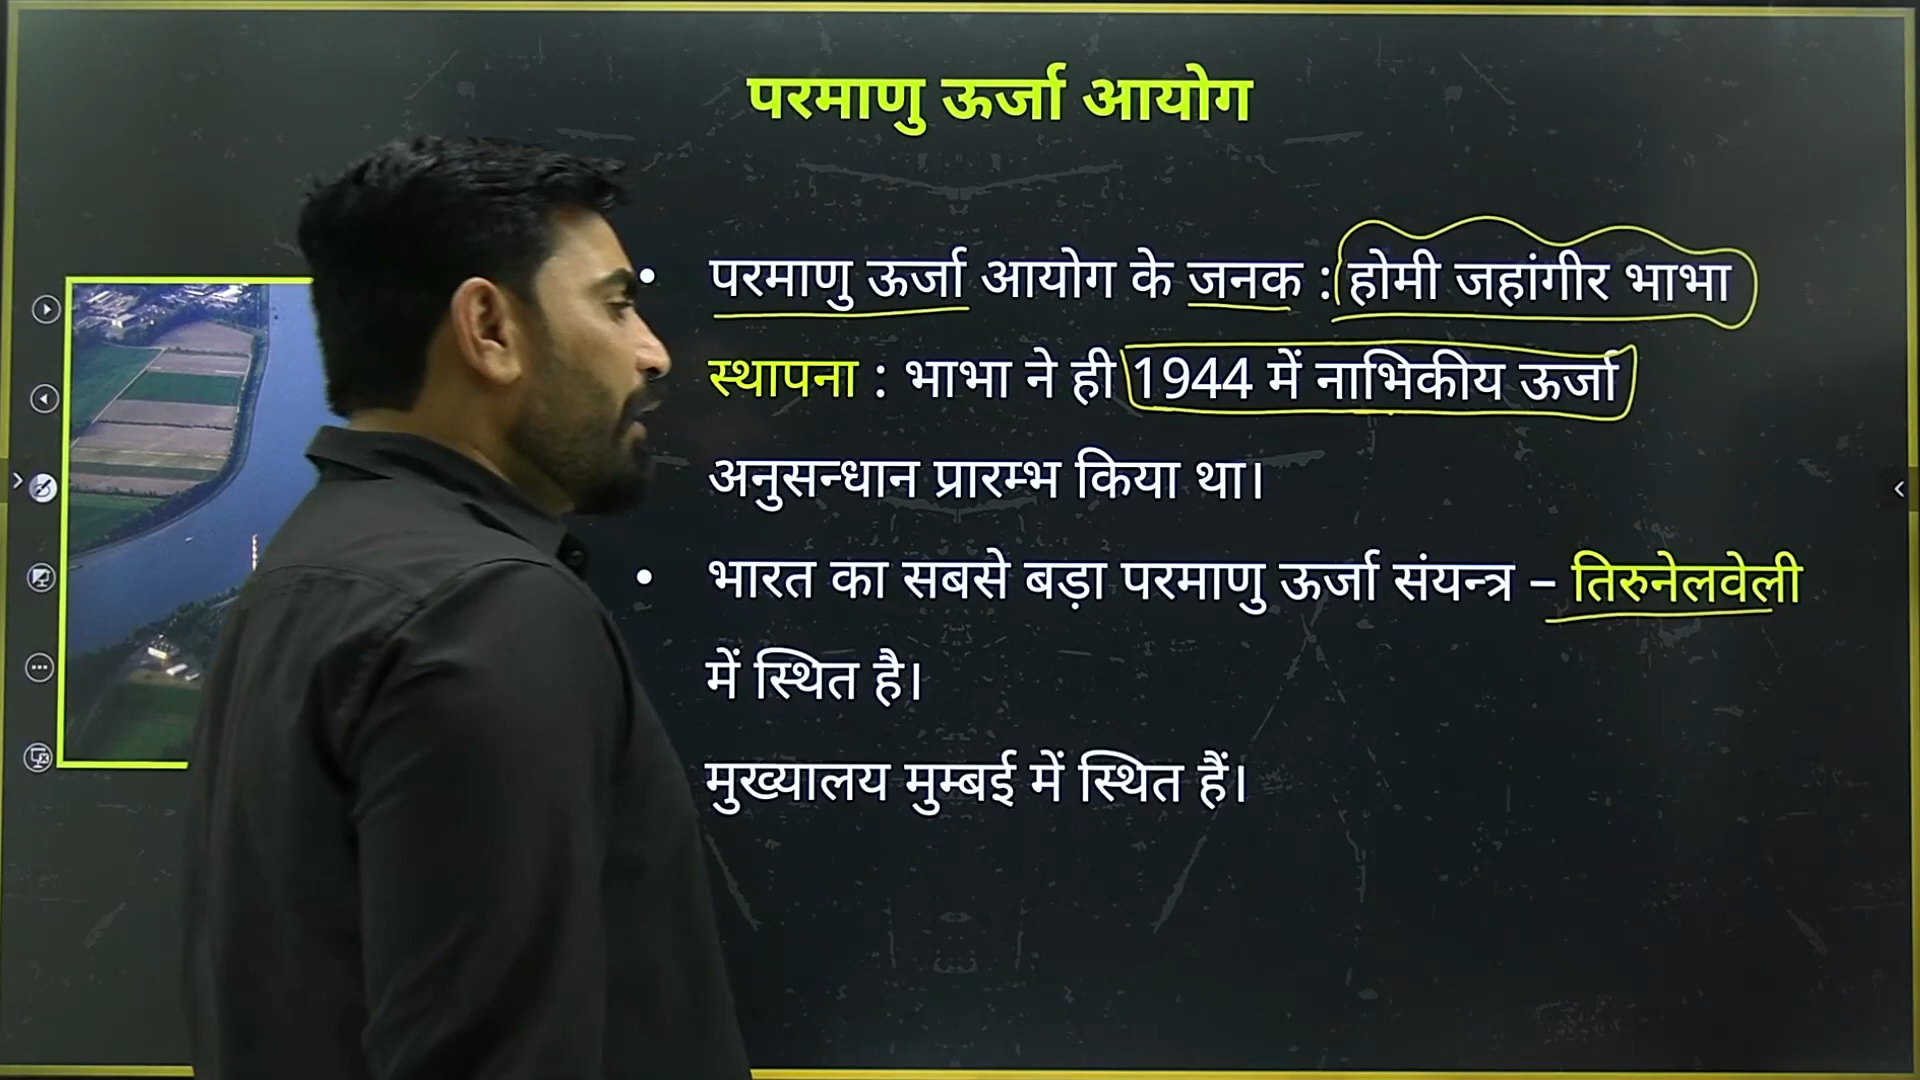 परमाणु ऊर्जा आयोग
• परमाणु ऊर्जा आयोग के जनक : होमी जहांगीर भाभा
स्थापना : भाभा ने ही 1944 में नाभिकीय ऊर्जा
अनुसन्धान प्रारम्भ किया था।
• भारत का सबसे बड़ा परमाणु ऊर्जा संयन्त्र – तिरुनेलवेली
में स्थित है।
मुख्यालय मुम्बई में स्थित हैं।